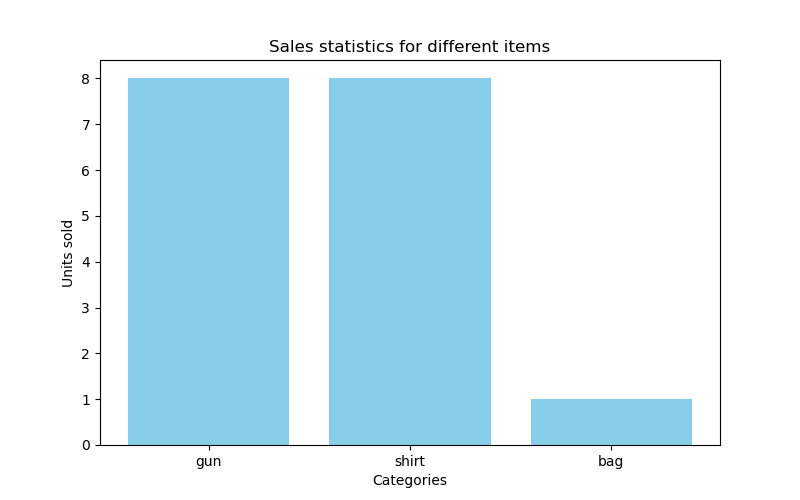 Sales statistics for different items
Units sold
8
7
6
5
4
3
2
1
0
gun shirt bag
Categories